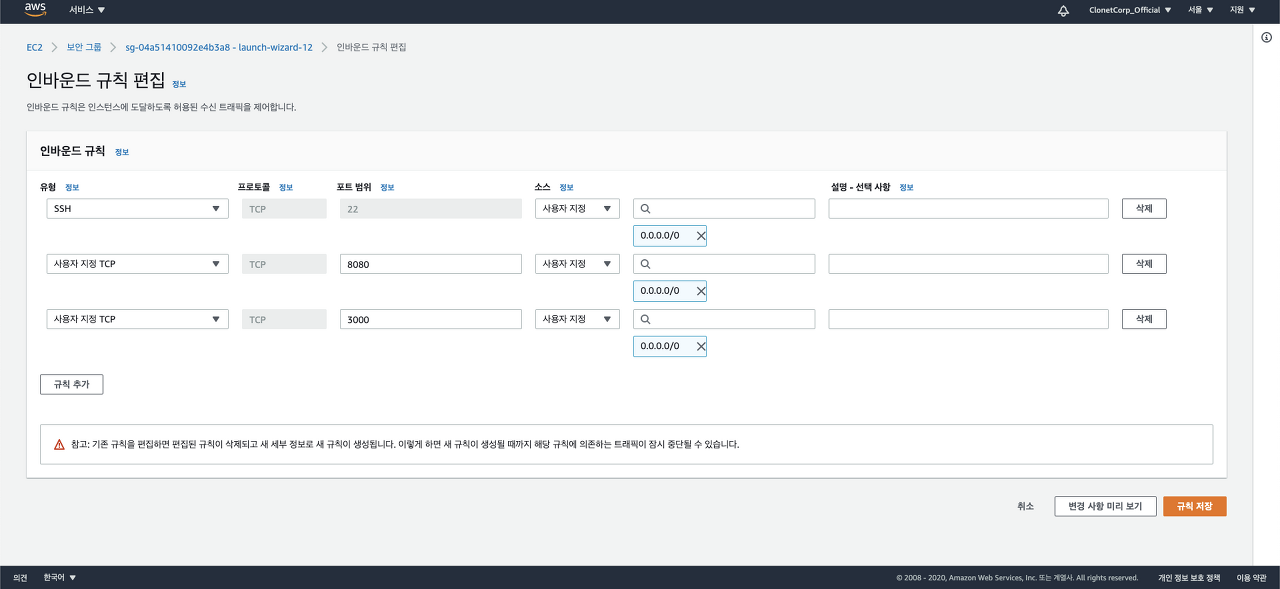 aws 서비스 ClonetCorp_Official 서울 지원
EC2 보안 그룹 sg-04a51410092e4b3a8 - launch-wizard-12 인바운드 규칙 편집
인바운드 규칙 편집 정보
인바운드 규칙은 인스턴스에 도달하도록 허용된 수신 트래픽을 제어합니다.
인바운드 규칙 정보
유형 정보 프로토콜 정보 포트 범위 정보 소스 정보 설명 - 선택 사항 정보
SSH TCP 22 사용자 지정 삭제
0.0.0.0/0
사용자 지정 TCP TCP 8080 사용자 지정 삭제
0.0.0.0/0
사용자 지정 TCP TCP 3000 사용자 지정 삭제
0.0.0.0/0
규칙 추가
참고: 기존 규칙을 편집하면 편집된 규칙이 삭제되고 새 세부 정보로 새 규칙이 생성됩니다. 이렇게 하면 새 규칙이 생성될 때까지 해당 규칙에 의존하는 트래픽이 잠시 중단될 수 있습니다.
취소 변경 사항 미리 보기 규칙 저장
의견 한국어 © 2008 - 2020, Amazon Web Services, Inc. 또는 계열사. All rights reserved. 개인 정보 보호 정책 이용 약관